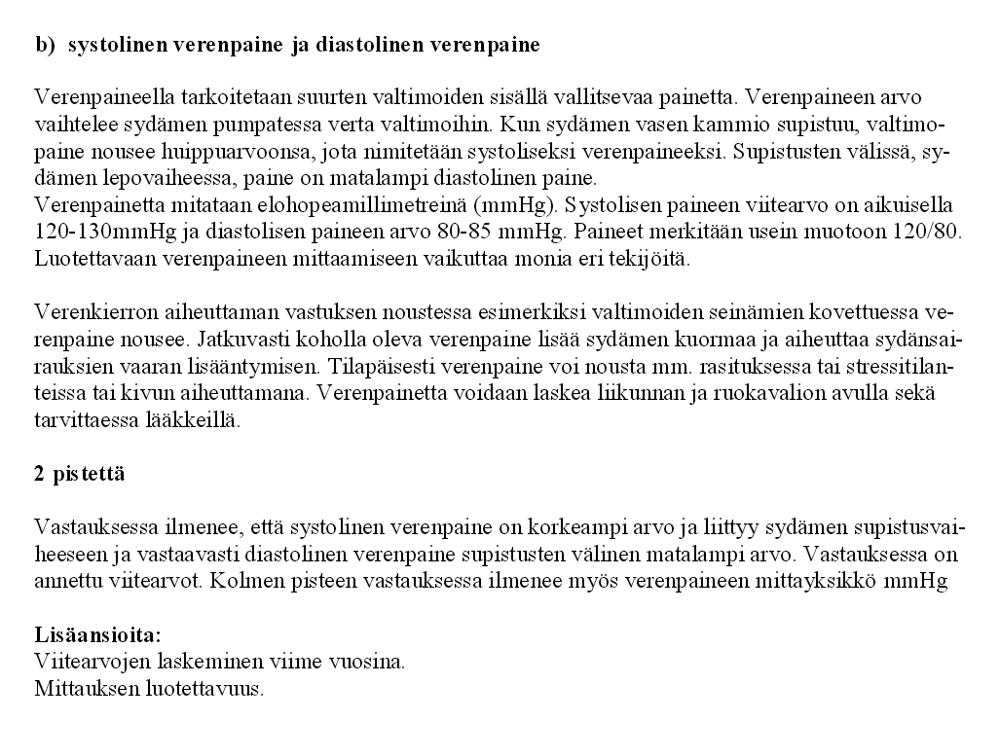 b) systolinen verenpaine ja diastolinen verenpaine
Verenpaineella tarkoitetaan suurten valtimoiden sisällä vallitsevaa painetta. Verenpaineen arvo
vaihtelee sydämen pumpatessa verta valtimoihin. Kun sydämen vasen kammio supistuu, valtimo-
paine nousee huippuarvoonsa, jota nimitetään systoliseksi verenpaineeksi. Supistusten välissä, sy-
dämen lepovaiheessa, paine on matalampi diastolinen paine.
Verenpainetta mitataan elohopeamillimetreinä (mmHg). Systolisen paineen viitearvo on aikuisella
120-130mmHg ja diastolisen paineen arvo 80-85 mmHg. Paineet merkitään usein muotoon 120/80.
Luotettavaan verenpaineen mittaamiseen vaikuttaa monia eri tekijöitä.
Verenkierron aiheuttaman vastuksen noustessa esimerkiksi valtimoiden seinämien kovettuessa ve-
renpaine nousee. Jatkuvasti koholla oleva verenpaine lisää sydämen kuormaa ja aiheuttaa sydänsai-
rauksien vaaran lisääntymisen. Tilapäisesti verenpaine voi nousta mm. rasituksessa tai stressitilan-
teissa tai kivun aiheuttamana. Verenpainetta voidaan laskea liikunnan ja ruokavalion avulla sekä
tarvittaessa lääkkeillä.
2 pistettä
Vastauksessa ilmenee, että systolinen verenpaine on korkeampi arvo ja liittyy sydämen supistusvai-
heeseen ja vastaavasti diastolinen verenpaine supistusten välinen matalampi arvo. Vastauksessa on
annettu viitearvot. Kolmen pisteen vastauksessa ilmenee myös verenpaineen mittayksikkö mmHg
Lisäansioita:
Viitearvojen laskeminen viime vuosina.
Mittauksen luotettavuus.